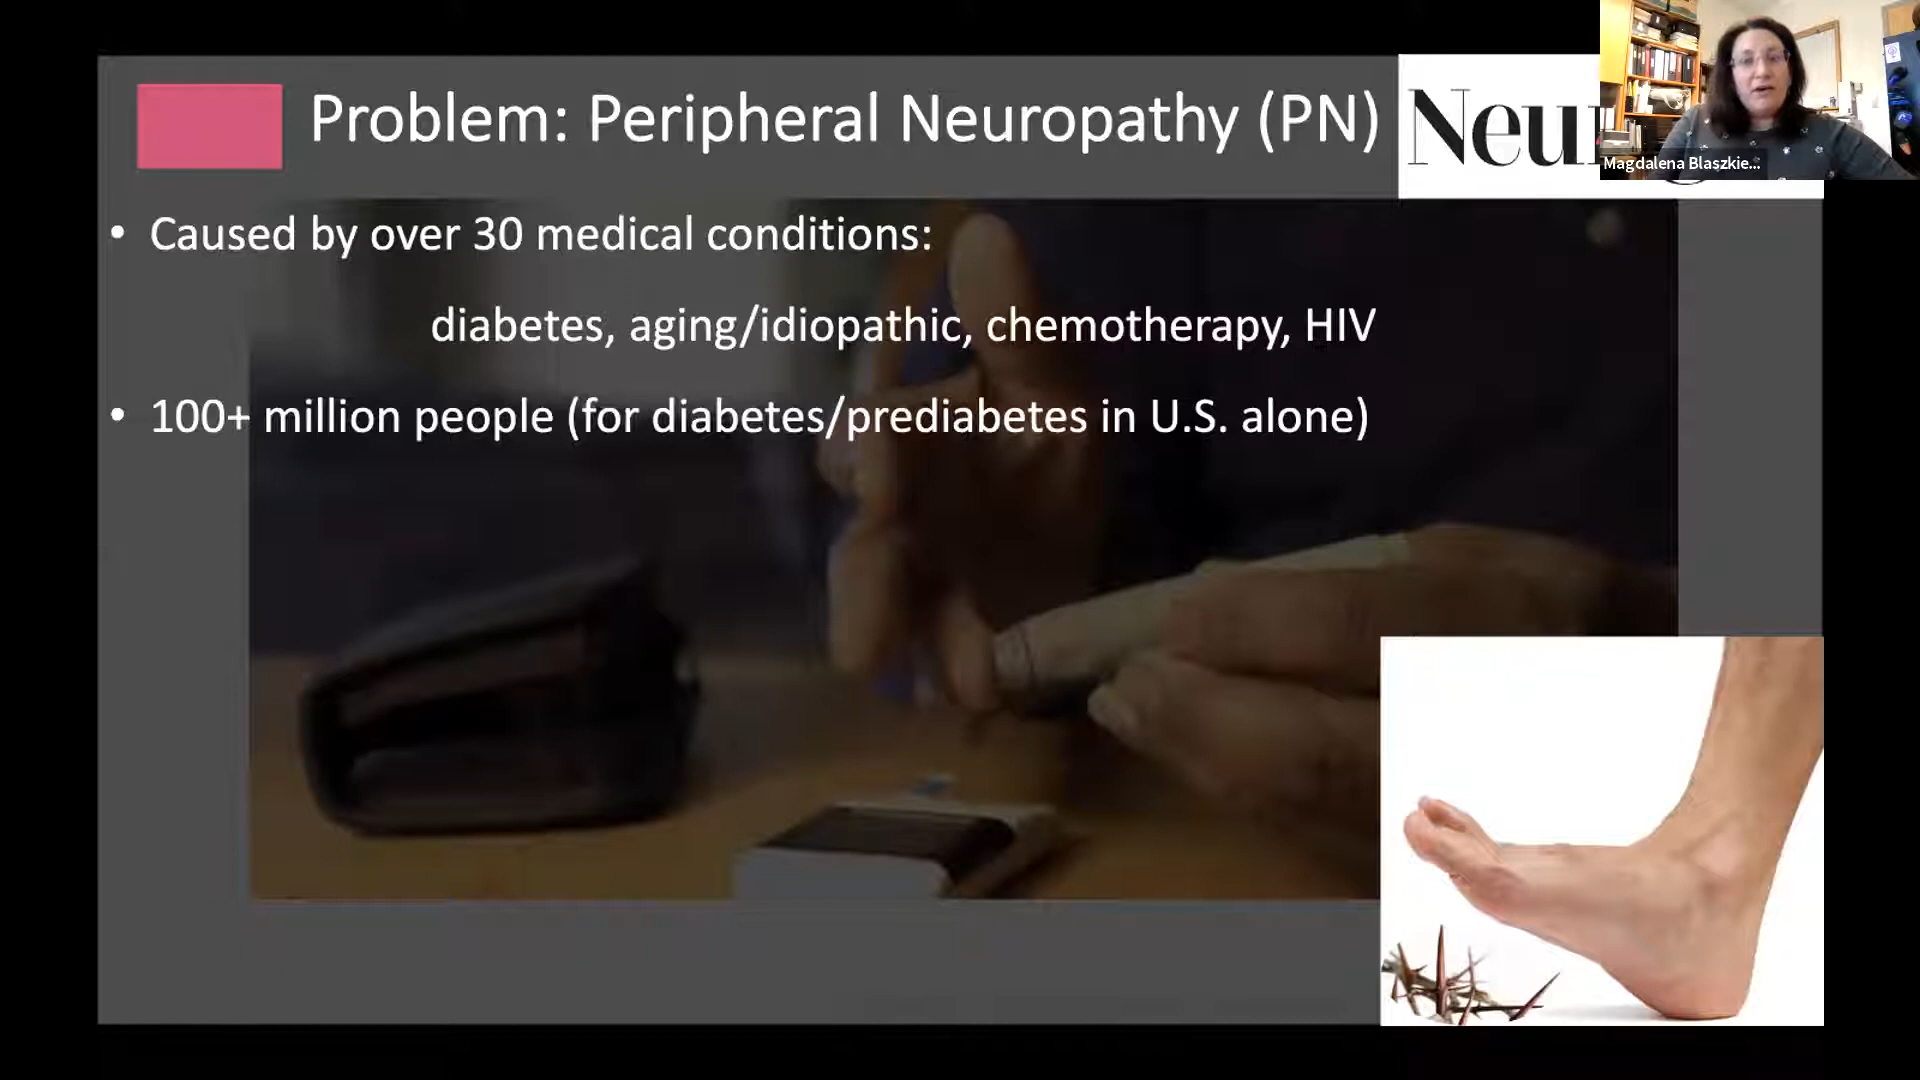 Problem: Peripheral Neuropathy (PN)
Neu
Magdalena Blaszkie...
• Caused by over 30 medical conditions:
diabetes, aging/idiopathic, chemotherapy, HIV
• 100+ million people (for diabetes/prediabetes in U.S. alone)